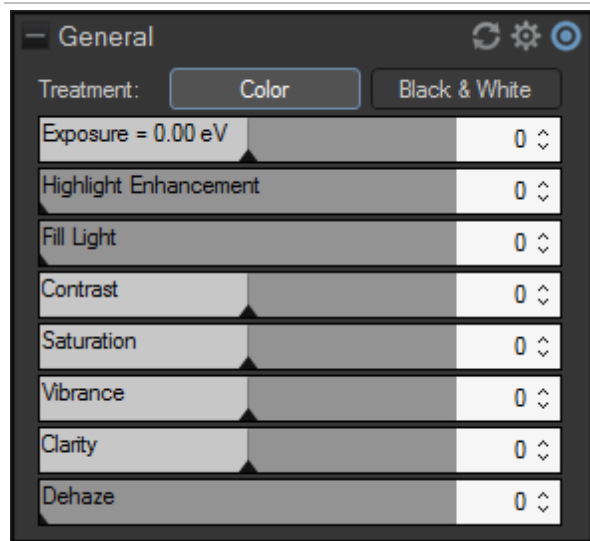 General
Treatment: Color Black & White
Exposure = 0.00 eV 0
Highlight Enhancement 0
Fill Light 0
Contrast 0
Saturation 0
Vibrance 0
Clarity 0
Dehaze 0